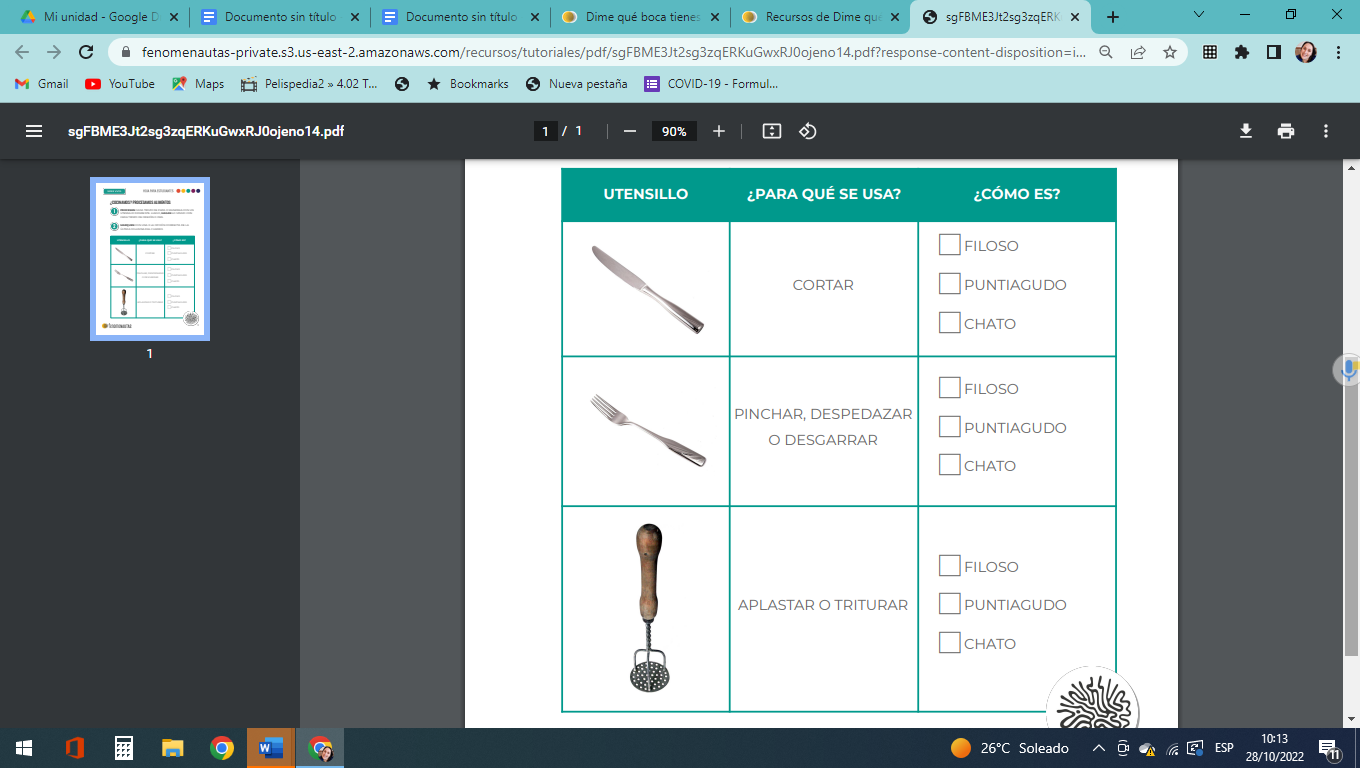 Mi unidad - Google D
Documento sin título
Documento sin título
Dime qué boca tienes
Recursos de Dime qué
sgFBME3Jt2sg3zqERK
fenomenautas-private.s3.us-east-2.amazonaws.com/recursos/tutoriales/pdf/sgFBME3Jt2sg3zqERKuGwxRJ0ojeno14.pdf?response-content-disposition=i...
Gmail
YouTube
Maps
Pelispedia2 » 4.02 T...
Bookmarks
Nueva pestaña
COVID-19 - Formul...
sgFBME3Jt2sg3zqERKuGwxRJ0ojeno14.pdf
1 / 1
90%
1
UTENSILLO ¿PARA QUÉ SE USA? ¿CÓMO ES?
CORTAR
FILOSO
PUNTIAGUDO
CHATO
PINCHAR, DESPEDAZAR
O DESGARRAR
FILOSO
PUNTIAGUDO
CHATO
APLASTAR O TRITURAR
FILOSO
PUNTIAGUDO
CHATO
26°C Soleado
ESP
10:13
28/10/2022
11